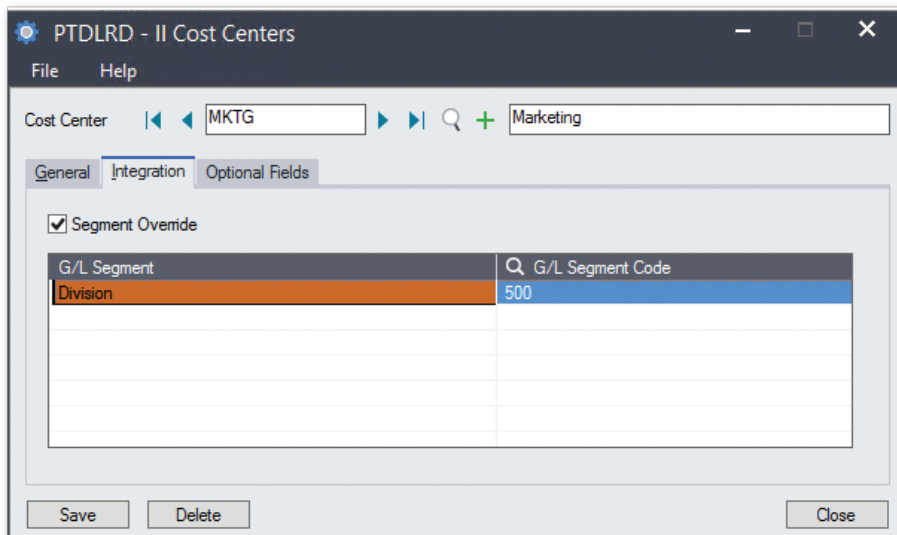 PTDLRD - II Cost Centers
File Help
Cost Center MKTG Marketing
General Integration Optional Fields
Segment Override
G/L Segment G/L Segment Code
Division 500
Save Delete Close